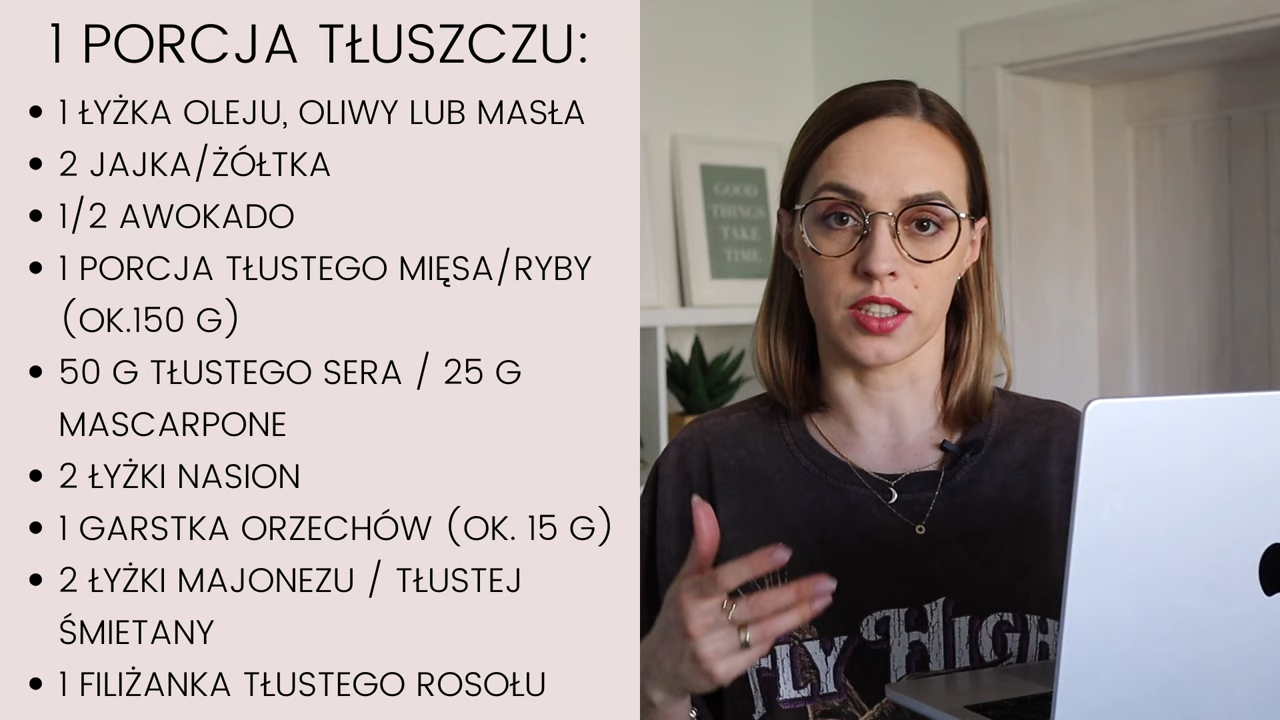 1 PORCJA TŁUSZCZU:
• 1 ŁYŻKA OLEJU, OLIWY LUB MASŁA
• 2 JAJKA/ŻÓŁTKA
• 1/2 AWOKADO
• 1 PORCJA TŁUSTEGO MIĘSA/RYBY
(OK.150 G)
• 50 G TŁUSTEGO SERA / 25 G
MASCARPONE
• 2 ŁYŻKI NASION
• 1 GARSTKA ORZECHÓW (OK. 15 G)
• 2 ŁYŻKI MAJONEZU / TŁUSTEJ
ŚMIETANY
• 1 FILIŻANKA TŁUSTEGO ROSOŁU
GOOD
THINGS
TAKE
TIME
FLY HIGH